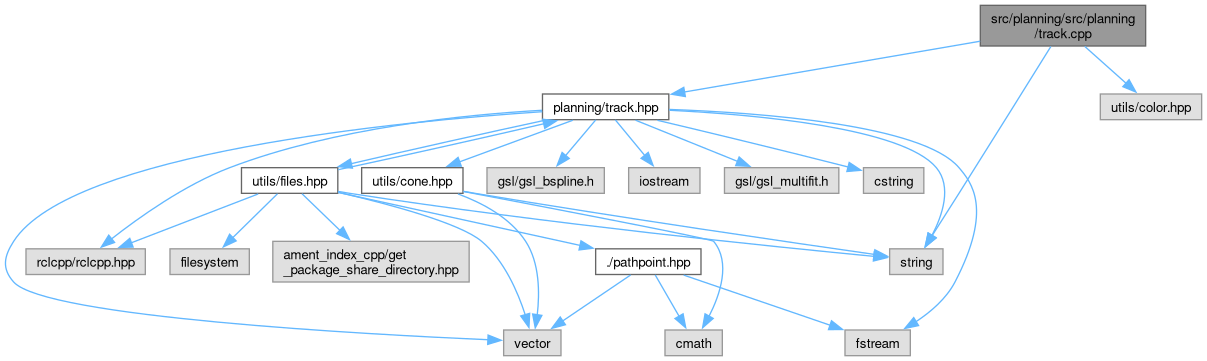 src/planning/src/planning
/track.cpp
planning/track.hpp
utils/color.hpp
utils/files.hpp
utils/cone.hpp
gsl/gsl_bspline.h
iostream
gsl/gsl_multifit.h
cstring
rclcpp/rclcpp.hpp
filesystem
ament_index_cpp/get
_package_share_directory.hpp
./pathpoint.hpp
string
vector
cmath
fstream